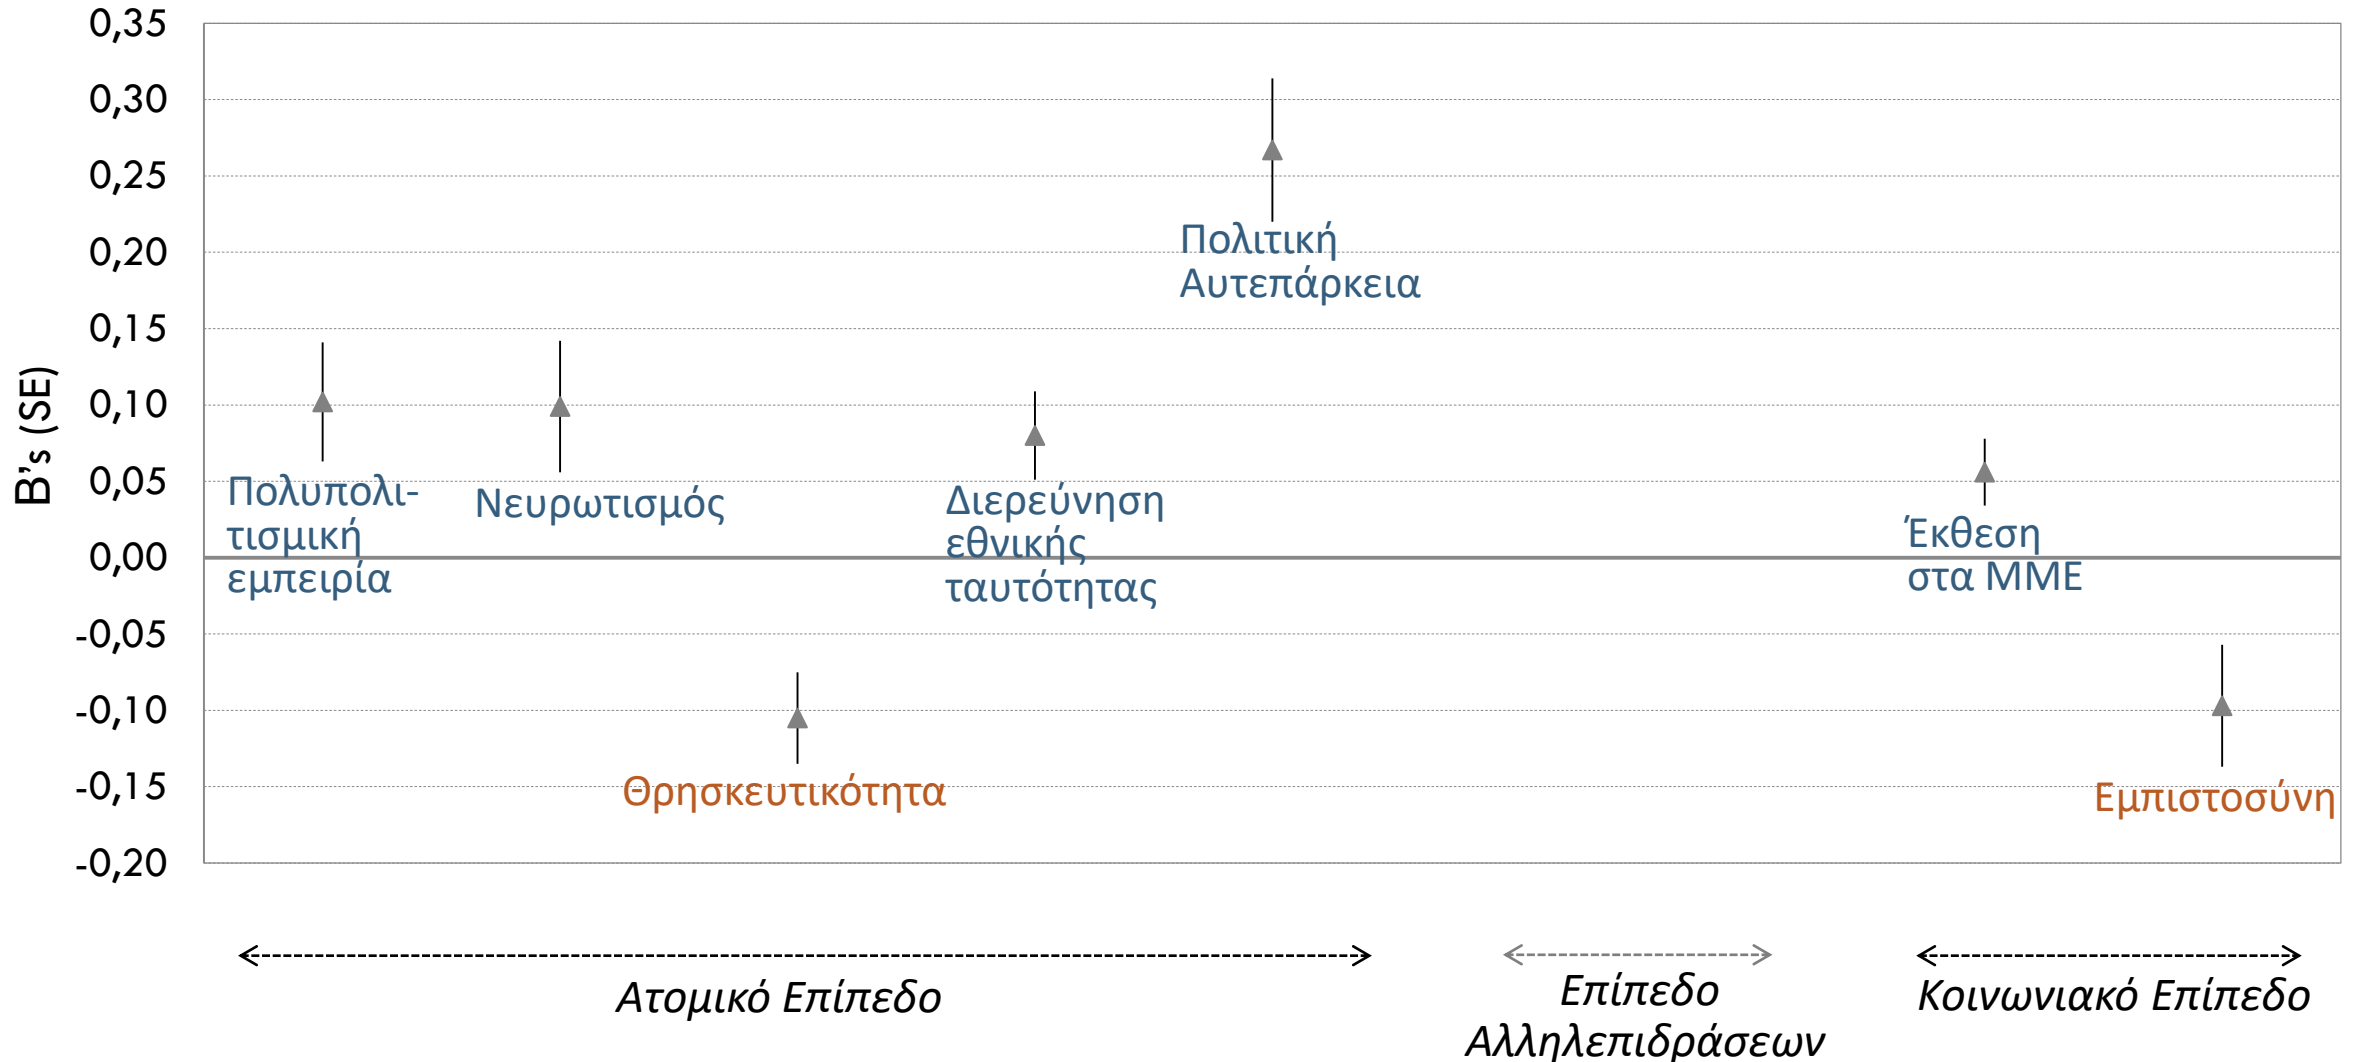 0,35
0,30
0,25
0,20
0,15
0,10
0,05
0,00
-0,05
-0,10
-0,15
-0,20
B's (SE)
Πολυπολι-
τισμική
εμπειρία
Νευρωτισμός
Θρησκευτικότητα
Διερεύνηση
εθνικής
ταυτότητας
Πολιτική
Αυτεπάρκεια
Έκθεση
στα ΜΜΕ
Εμπιστοσύνη
Ατομικό Επίπεδο
Επίπεδο
Αλληλεπιδράσεων
Κοινωνιακό Επίπεδο